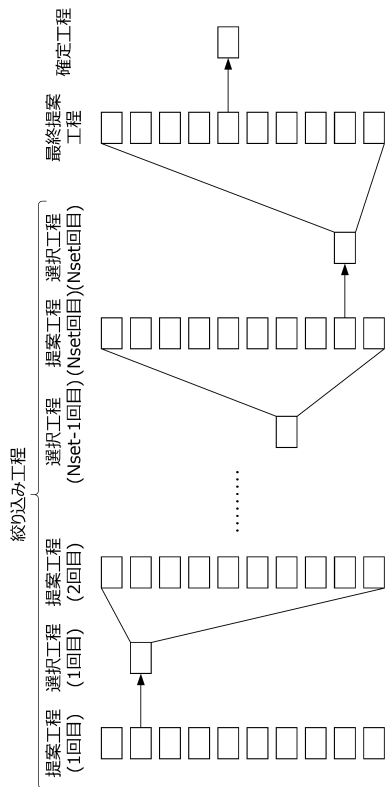 絞り込み工程
提案工程
(1回目)
選択工程
(1回目)
提案工程
(2回目)
選択工程
(Nset-1回目)
提案工程
(Nset回目)
選択工程
(Nset回目)
最終提案
工程
確定工程